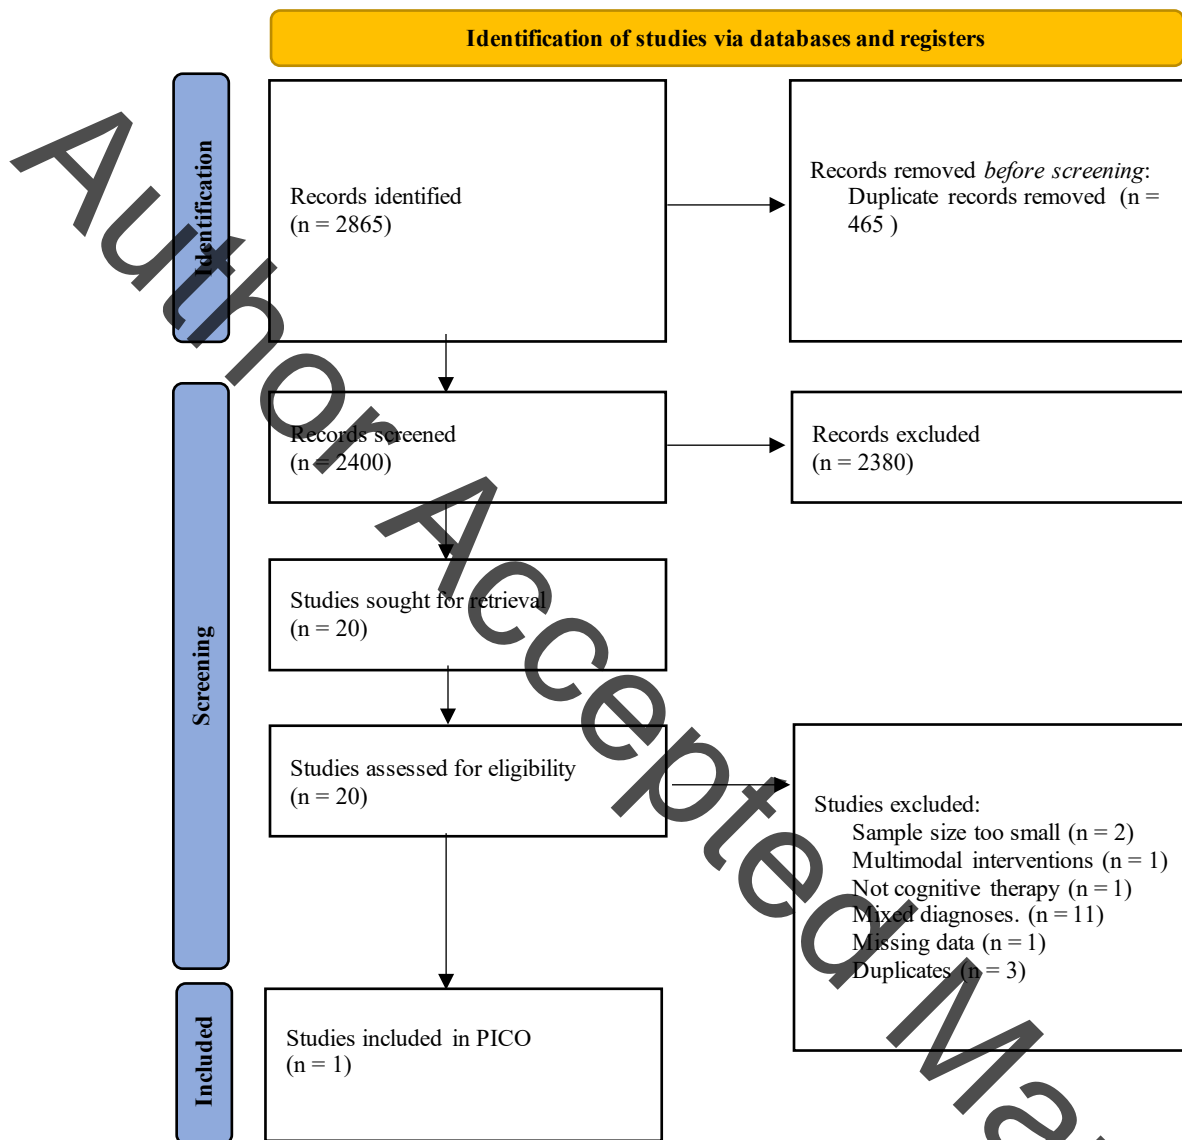 Identification of studies via databases and registers
Identification
Records identified
(n = 2865)
Records removed before screening:
Duplicate records removed (n =
465 )
Screening
Records screened
(n = 2400)
Records excluded
(n = 2380)
Studies sought for retrieval
(n = 20)
Studies assessed for eligibility
(n = 20)
Studies excluded:
Sample size too small (n = 2)
Multimodal interventions (n = 1)
Not cognitive therapy (n = 1)
Mixed diagnoses. (n = 11)
Missing data (n = 1)
Duplicates (n = 3)
Included
Studies included in PICO
(n = 1)
Author Accepted